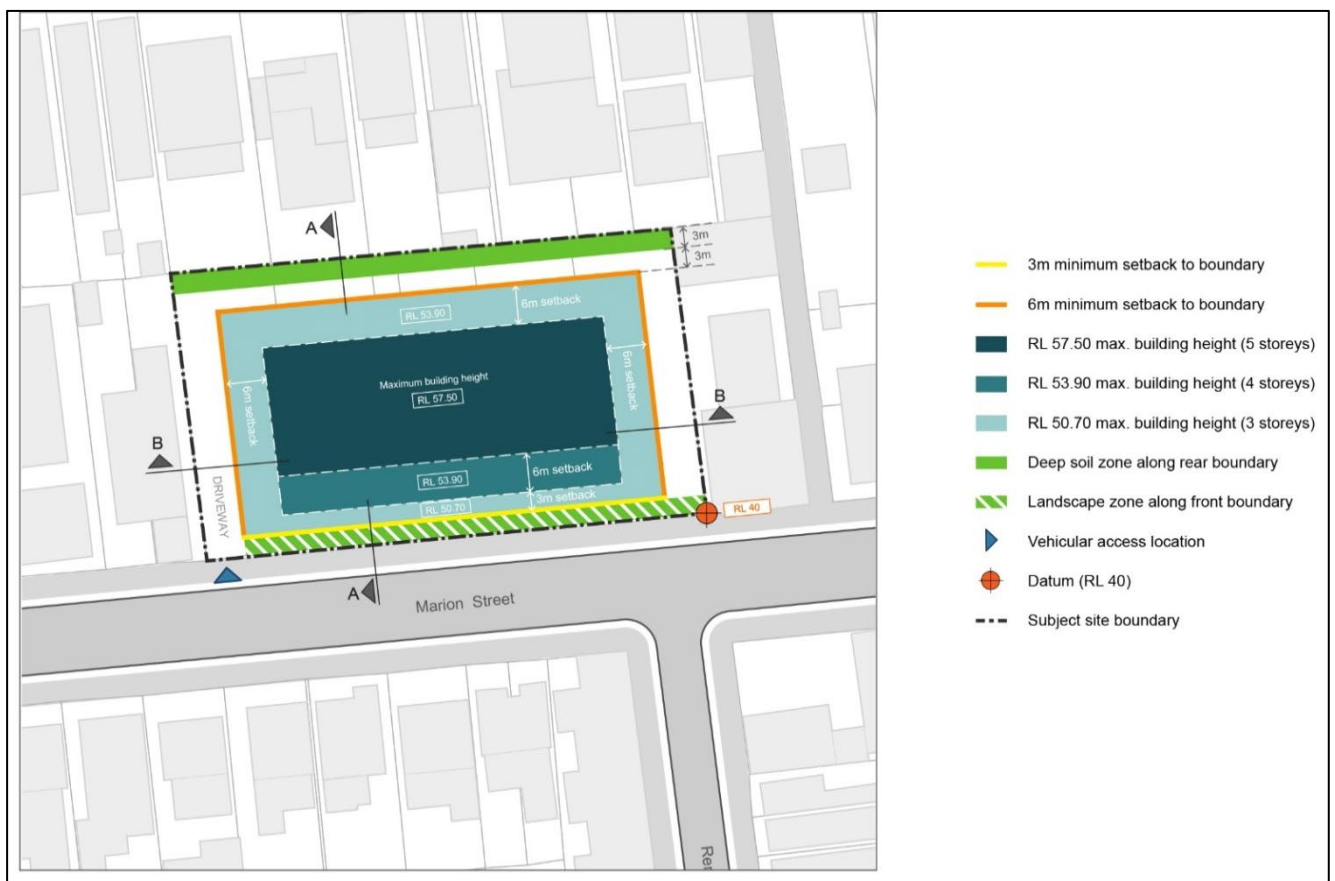 A
3m
3m
RL 53.90
6m setback
Maximum building height
RL 57.50
6m setback
6m setback
B
B
6m setback
RL 53.90
3m setback
RL 50.70
DRIVEWAY
RL 40
A
Marion Street
Ren
3m minimum setback to boundary
6m minimum setback to boundary
RL 57.50 max. building height (5 storeys)
RL 53.90 max. building height (4 storeys)
RL 50.70 max. building height (3 storeys)
Deep soil zone along rear boundary
Landscape zone along front boundary
Vehicular access location
Datum (RL 40)
Subject site boundary